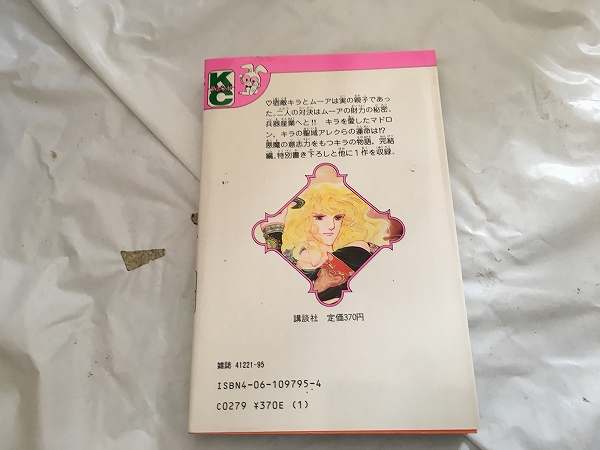 KC
♡宿敵キラとムーアは実の親子であっ
た。二人の対決はムーアの財力の秘密、
兵器産業へと!! キラを愛したマドロ
ン、キラの聖域アレクらの運命は!?
悪魔の意志力をもつキラの物語。完結
編。特別書き下ろしと他に1作を収録。
講談社 定価370円
雑誌 41221-95
ISBN4-06-109795-4
C0279 ¥370E (1)